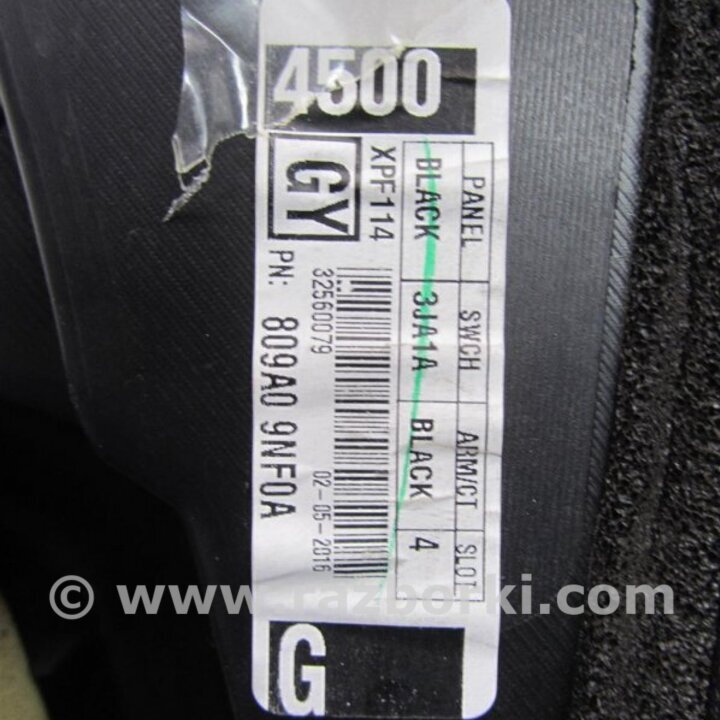 4500
PANEL SWCH ARM/CT SLOT
BLACK 3JA1A BLACK 4
XPF114
GY
32560079 02-05-2016
PN: 809A0 9NF0A
G
© www.razborki.com